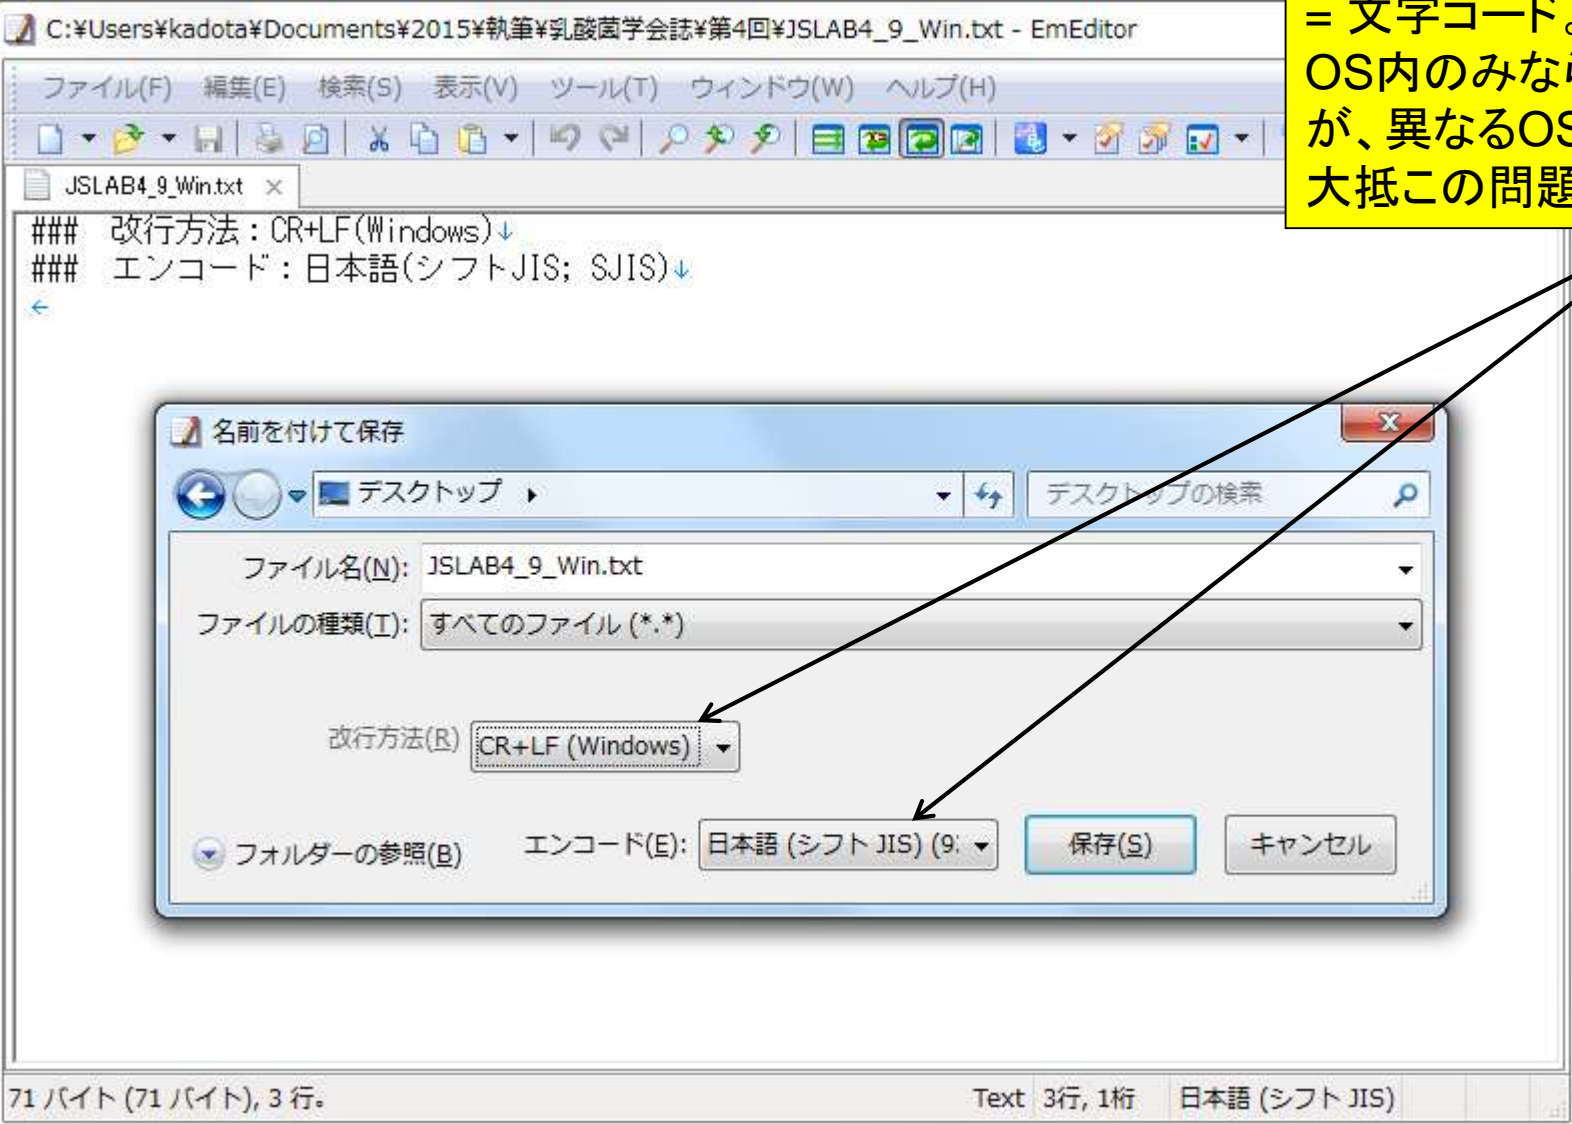 C:¥Users¥kadota¥Documents¥2015¥執筆¥乳酸菌学会誌¥第4回¥JSLAB4_9_Win.txt - EmEditor
= 文字コード。
OS内のみなら
が、異なるOS
大抵この問題
ファイル(F) 編集(E) 検索(S) 表示(V) ツール(T) ウィンドウ(W) ヘルプ(H)
JSLAB4_9_Win.txt
### 改行方法：CR+LF(Windows)↓
### エンコード：日本語(シフトJIS; SJIS)↓
←
名前を付けて保存
デスクトップ
デスクトップの検索
ファイル名(N): JSLAB4_9_Win.txt
ファイルの種類(T): すべてのファイル (*.*)
改行方法(R) CR+LF (Windows)
フォルダーの参照(B) エンコード(E): 日本語 (シフト JIS) (9 保存(S) キャンセル
71 バイト (71 バイト), 3 行。 Text 3行, 1桁 日本語 (シフト JIS)